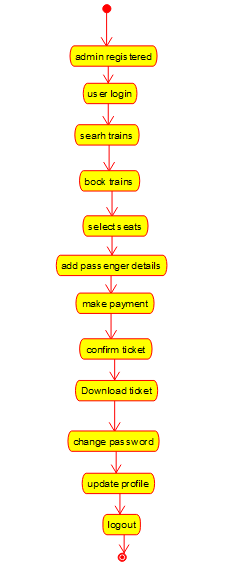 admin registered
user login
searh trains
book trains
select seats
add passenger details
make payment
confirm ticket
Download ticket
change password
update profile
logout